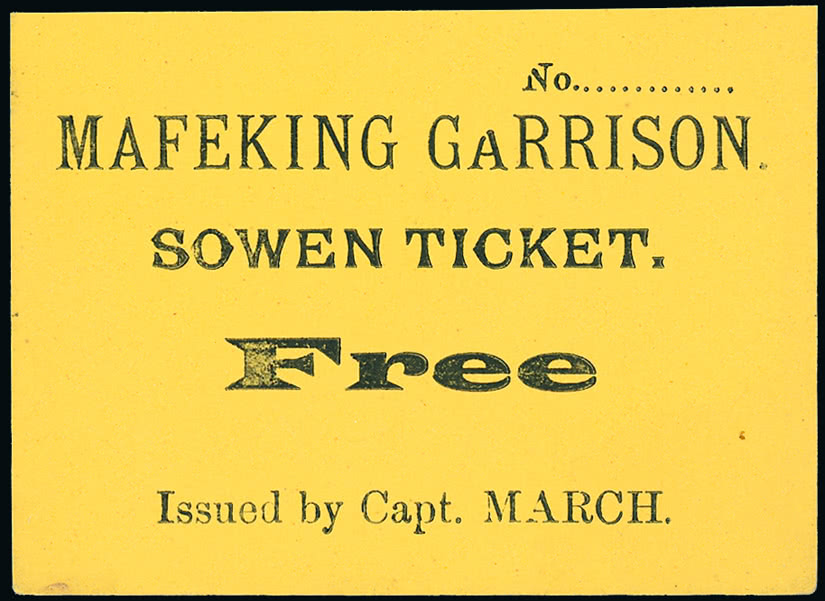 No..............
MAFEKING GARRISON.
SOWEN TICKET.
Free
Issued by Capt. MARCH.